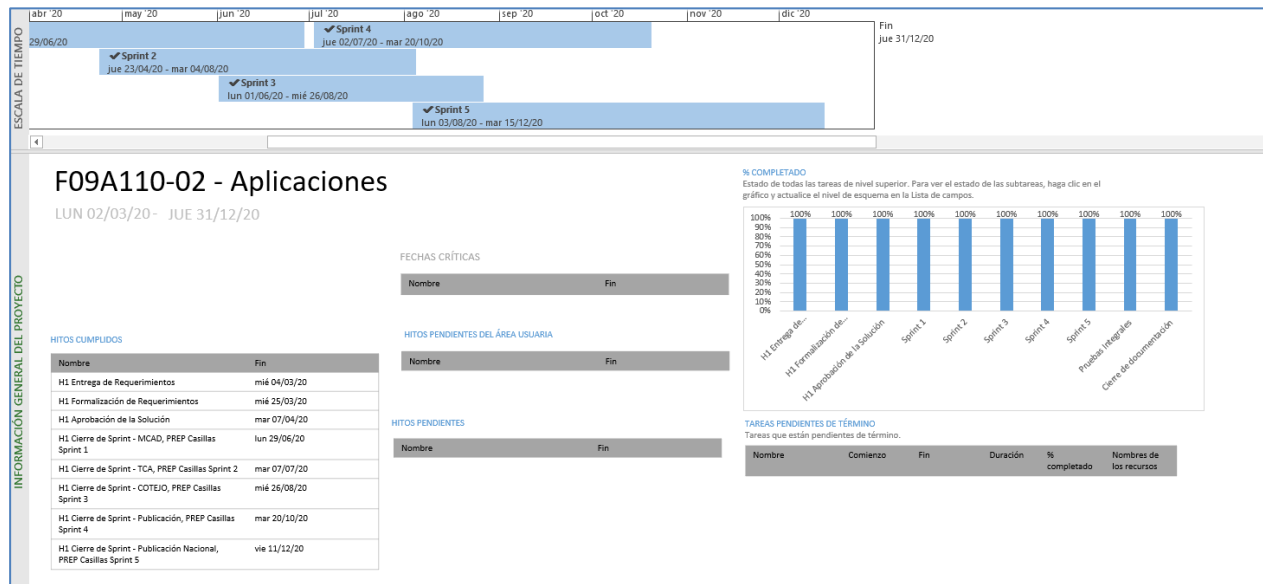 abr '20 may '20 jun '20 jul '20 ago '20 sep '20 oct '20 nov '20 dic '20
ESCALA DE TIEMPO
29/06/20
Sprint 4
jue 02/07/20 - mar 20/10/20
Sprint 2
jue 23/04/20 - mar 04/08/20
Sprint 3
lun 01/06/20 - mié 26/08/20
Sprint 5
lun 03/08/20 - mar 15/12/20
Fin
jue 31/12/20
INFORMACIÓN GENERAL DEL PROYECTO
F09A110-02 - Aplicaciones
LUN 02/03/20 - JUE 31/12/20
HITOS CUMPLIDOS
Nombre Fin
H1 Entrega de Requerimientos mié 04/03/20
H1 Formalización de Requerimientos mié 25/03/20
H1 Aprobación de la Solución mar 07/04/20
H1 Cierre de Sprint - MCAD, PREP Casillas lun 29/06/20
Sprint 1
H1 Cierre de Sprint - TCA, PREP Casillas Sprint 2 mar 07/07/20
H1 Cierre de Sprint - COTEJO, PREP Casillas mié 26/08/20
Sprint 3
H1 Cierre de Sprint - Publicación, PREP Casillas mar 20/10/20
Sprint 4
H1 Cierre de Sprint - Publicación Nacional, vie 11/12/20
PREP Casillas Sprint 5
FECHAS CRÍTICAS
Nombre Fin
HITOS PENDIENTES DEL ÁREA USUARIA
Nombre Fin
HITOS PENDIENTES
Nombre Fin
% COMPLETADO
Estado de todas las tareas de nivel superior. Para ver el estado de las subtareas, haga clic en el
gráfico y actualice el nivel de esquema en la Lista de campos.
100% 100% 100% 100% 100% 100% 100% 100% 100% 100%
100%
90%
80%
70%
60%
50%
40%
30%
20%
10%
0%
H1 Entrega de...
H1 Formalización de...
H1 Aprobación de la Solución
Sprint 1
Sprint 2
Sprint 3
Sprint 4
Sprint 5
Pruebas Integrales
Cierre de documentación
TAREAS PENDIENTES DE TÉRMINO
Tareas que están pendientes de término.
Nombre Comienzo Fin Duración % Nombres de
completado los recursos